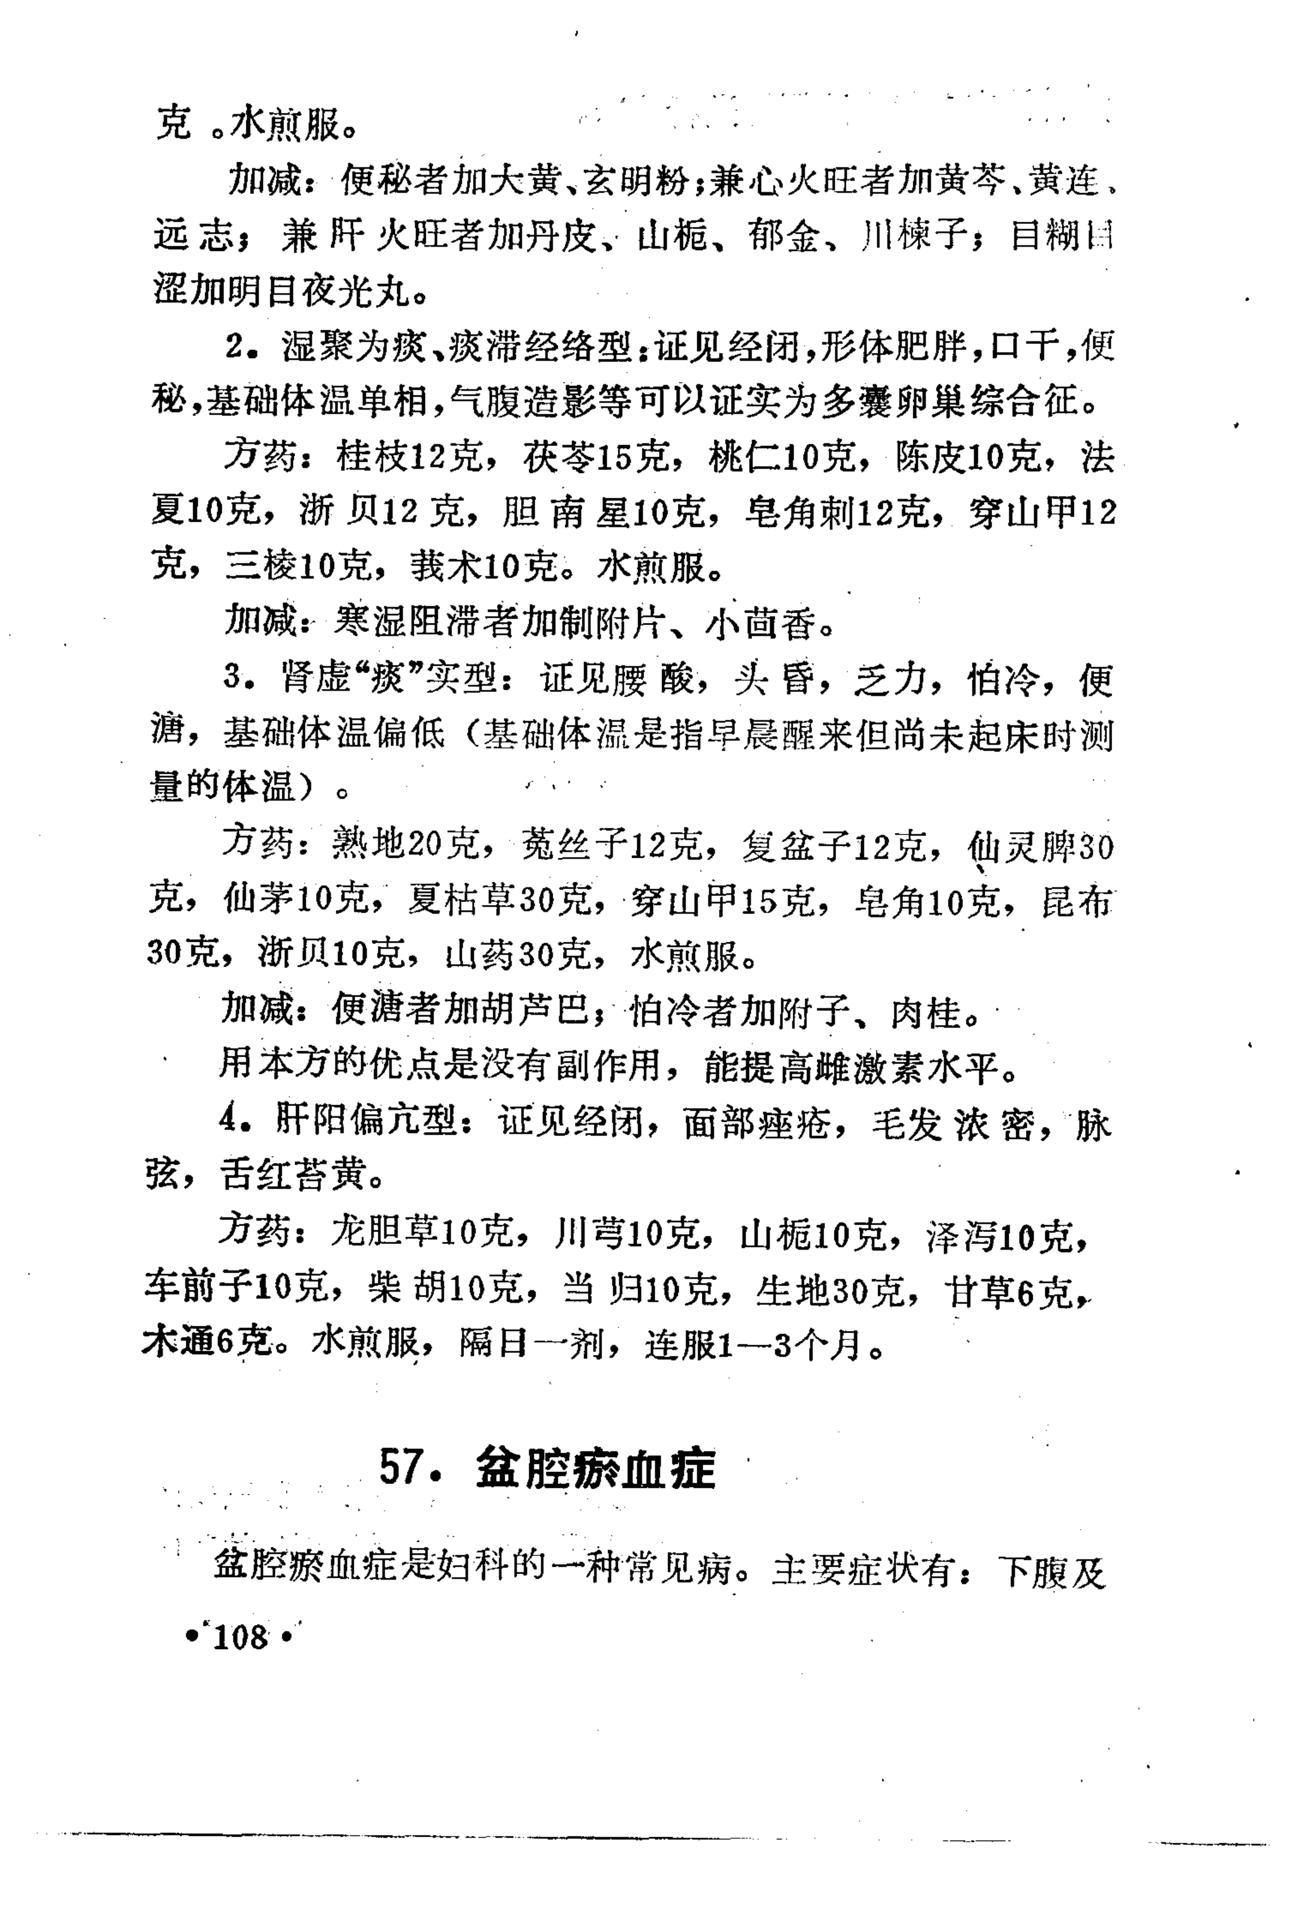 克。水煎服。
加减：便秘者加大黄、玄明粉；兼心火旺者加黄芩、黄连、
远志；兼肝火旺者加丹皮、山栀、郁金、川楝子；目糊目
涩加明目夜光丸。
2．湿聚为痰、痰滞经络型：证见经闭，形体肥胖，口干，便
秘，基础体温单相，气腹造影等可以证实为多囊卵巢综合征。
方药：桂枝12克，茯苓15克，桃仁10克，陈皮10克，法
夏10克，浙贝12克，胆南星10克，皂角刺12克，穿山甲12
克，三棱10克，莪术10克。水煎服。
加减：寒湿阻滞者加制附片、小茴香。
3．肾虚“痰”实型：证见腰酸，头昏，乏力，怕冷，便
溏，基础体温偏低（基础体温是指早晨醒来但尚未起床时测
量的体温）。
方药：熟地20克，菟丝子12克，复盆子12克，仙灵脾30
克，仙茅10克，夏枯草30克，穿山甲15克，皂角10克，昆布
30克，浙贝10克，山药30克，水煎服。
加减：便溏者加胡芦巴；怕冷者加附子、肉桂。
用本方的优点是没有副作用，能提高雌激素水平。
4．肝阳偏亢型：证见经闭，面部痤疮，毛发浓密，脉
弦，舌红苔黄。
方药：龙胆草10克，川芎10克，山栀10克，泽泻10克，
车前子10克，柴胡10克，当归10克，生地30克，甘草6克，
木通6克。水煎服，隔日一剂，连服1—3个月。
57．盆腔瘀血症
盆腔瘀血症是妇科的一种常见病。主要症状有：下腹及
•108•